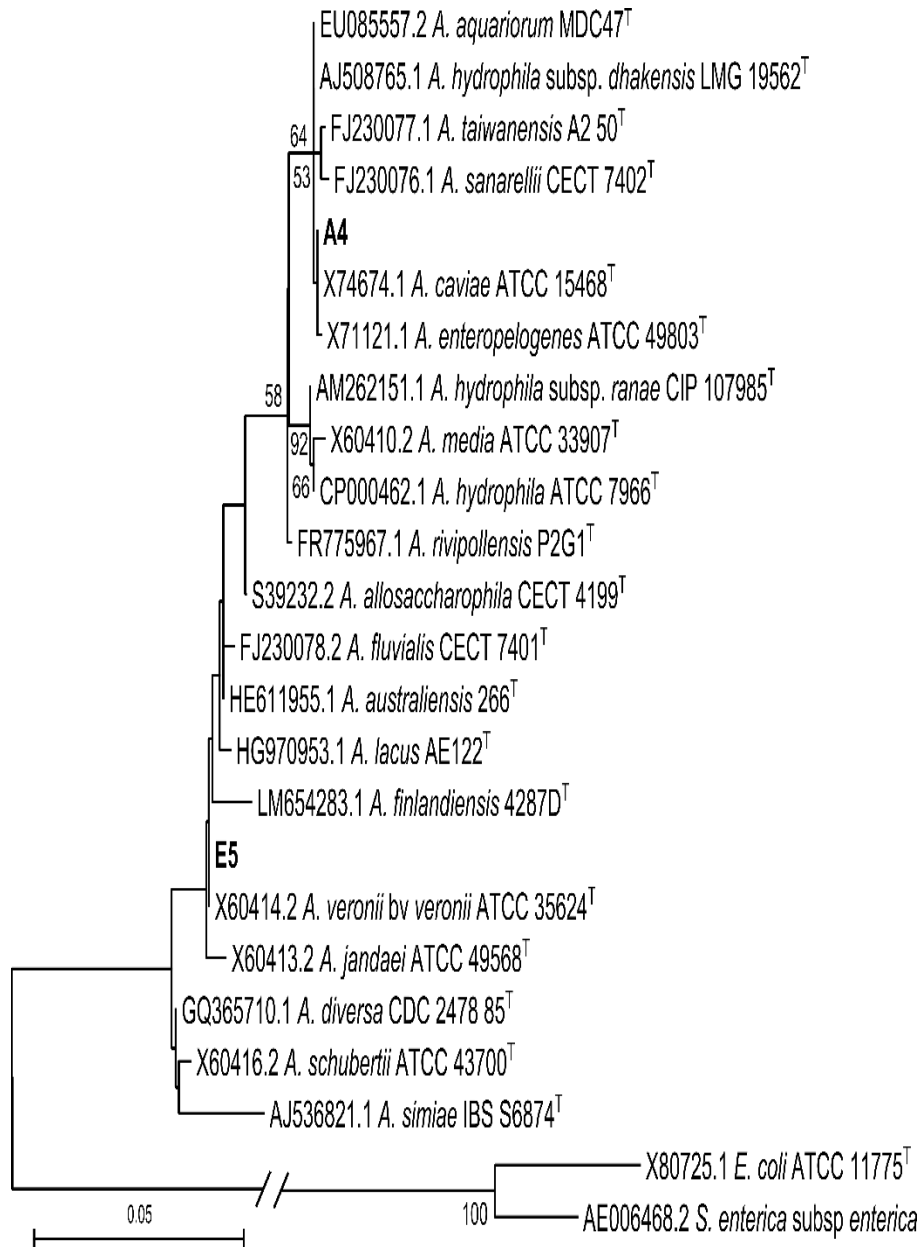 EU085557.2 A. aquariorum MDC47T
AJ508765.1 A. hydrophila subsp. dhakensis LMG 19562T
64
FJ230077.1 A. taiwanensis A2 50T
53
FJ230076.1 A. sanarellii CECT 7402T
A4
X74674.1 A. caviae ATCC 15468T
X71121.1 A. enteropelogenes ATCC 49803T
58
AM262151.1 A. hydrophila subsp. ranae CIP 107985T
92
X60410.2 A. media ATCC 33907T
66
CP000462.1 A. hydrophila ATCC 7966T
FR775967.1 A. rivipollensis P2G1T
S39232.2 A. allosaccharophila CECT 4199T
FJ230078.2 A. fluvialis CECT 7401T
HE611955.1 A. australiensis 266T
HG970953.1 A. lacus AE122T
LM654283.1 A. finlandiensis 4287DT
E5
X60414.2 A. veronii bv veronii ATCC 35624T
X60413.2 A. jandaei ATCC 49568T
GQ365710.1 A. diversa CDC 2478 85T
X60416.2 A. schubertii ATCC 43700T
AJ536821.1 A. simiae IBS S6874T
X80725.1 E. coli ATCC 11775T
100
AE006468.2 S. enterica subsp enterica
0.05